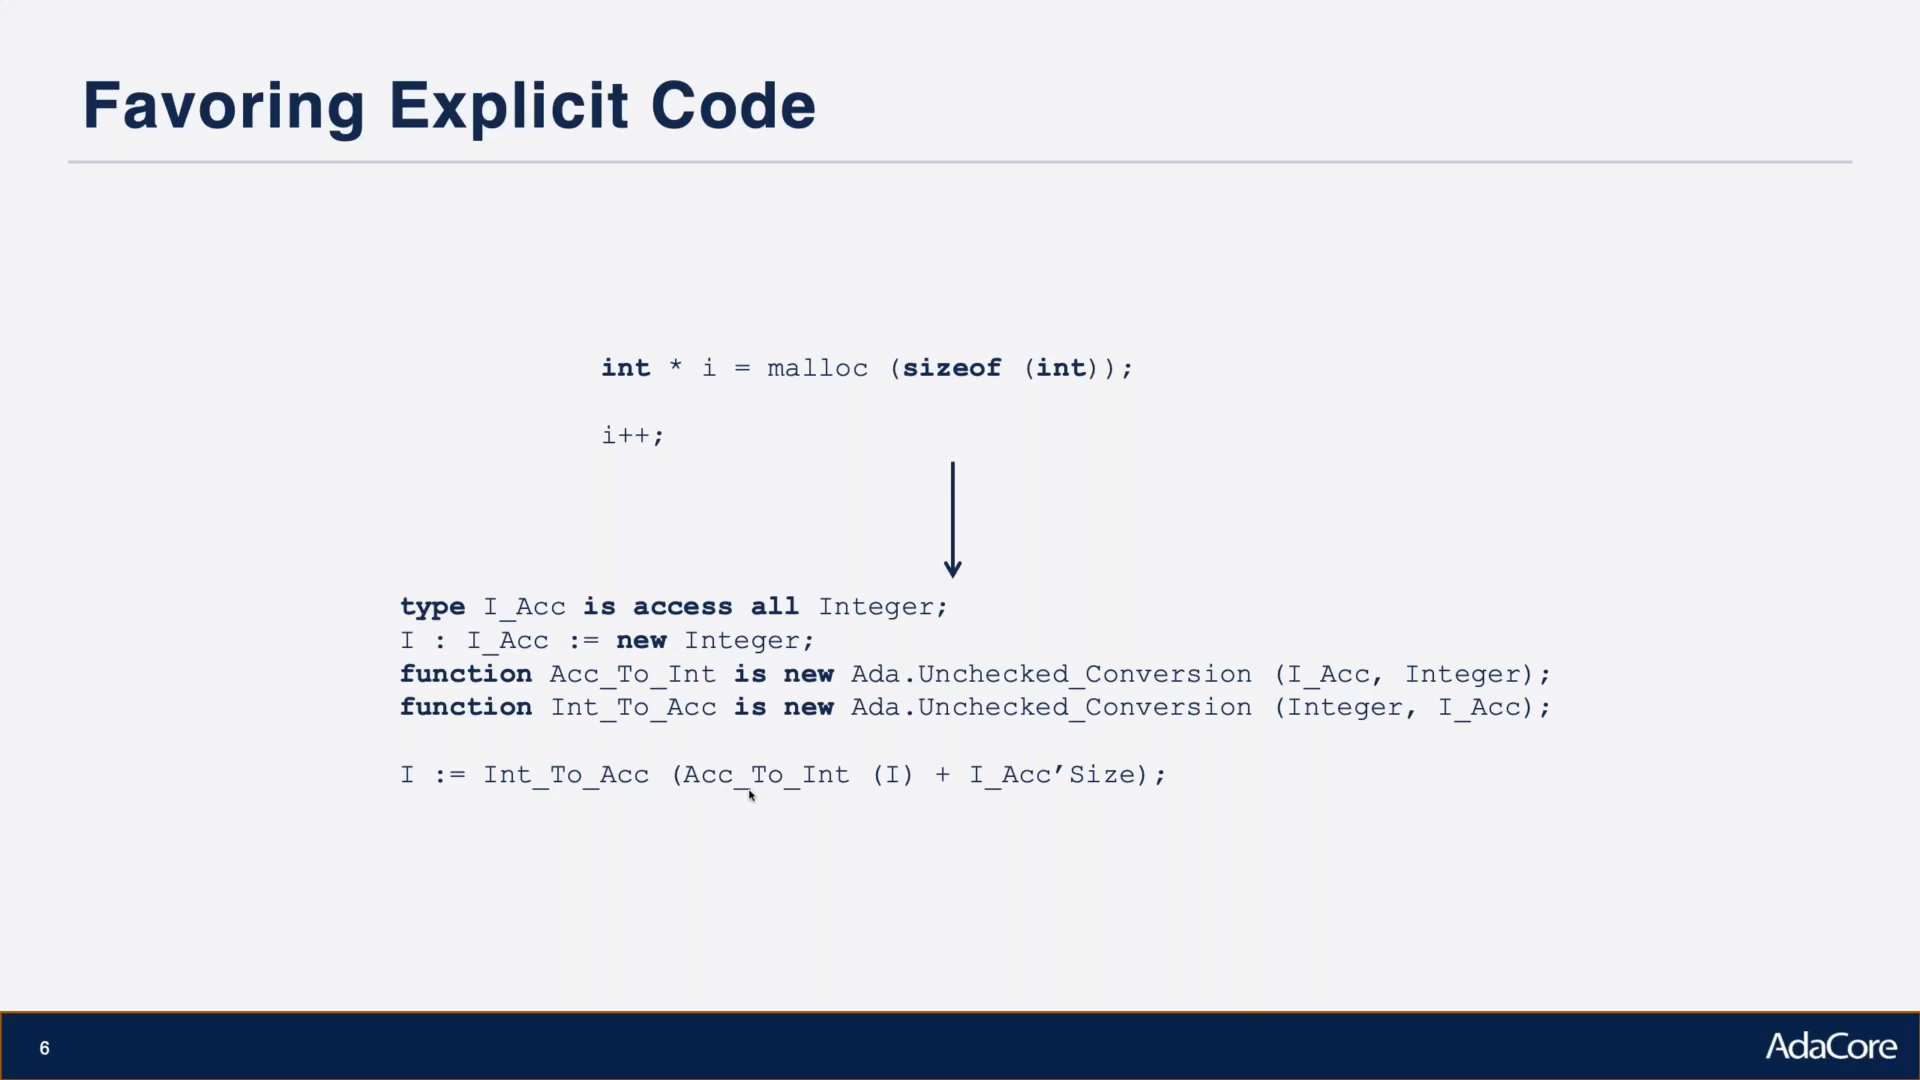 Favoring Explicit Code
int * i = malloc (sizeof (int));
i++;
type I_Acc is access all Integer;
I : I_Acc := new Integer;
function Acc_To_Int is new Ada.Unchecked_Conversion (I_Acc, Integer);
function Int_To_Acc is new Ada.Unchecked_Conversion (Integer, I_Acc);
I := Int_To_Acc (Acc_To_Int (I) + I_Acc’Size);
6
AdaCore